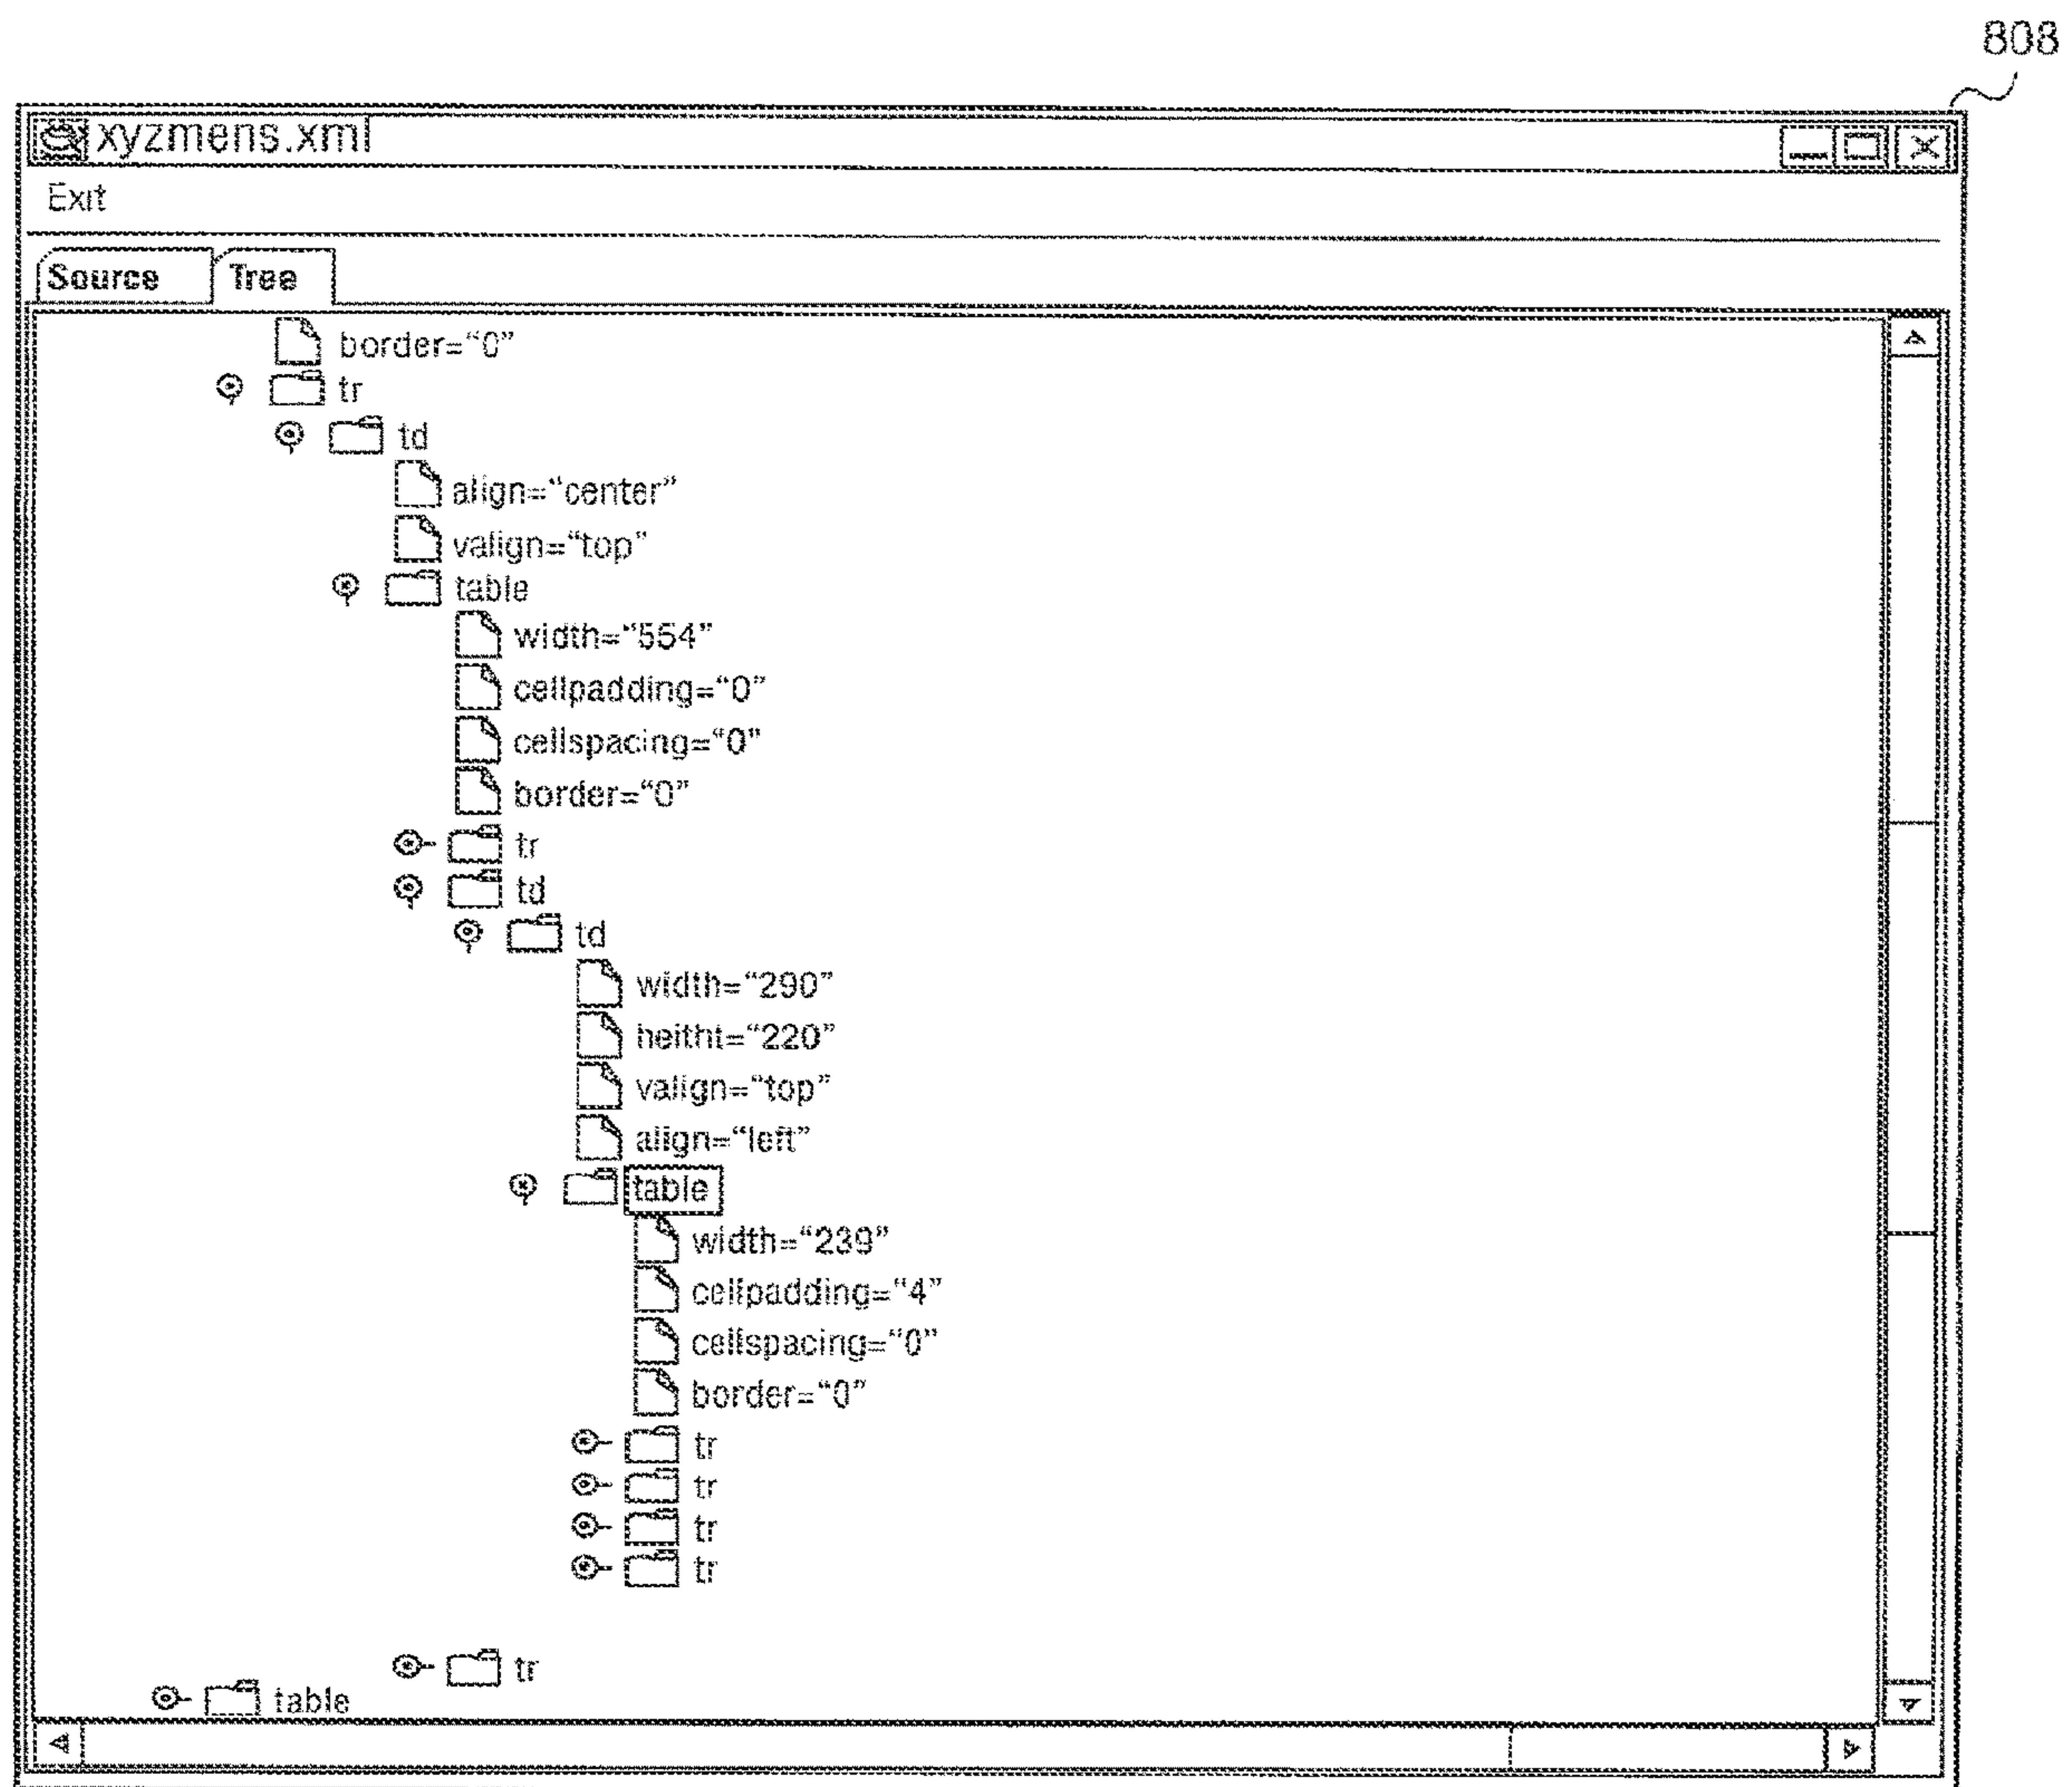 808
xyzmens.xml
Exit
Source Tree
border="0"
tr
td
align="center"
valign="top"
table
width="554"
cellpadding="0"
cellspacing="0"
border="0"
tr
td
td
width="290"
heitht="220"
valign="top"
align="left"
table
width="239"
cellpadding="4"
cellspacing="0"
border="0"
tr
tr
tr
tr
tr
table